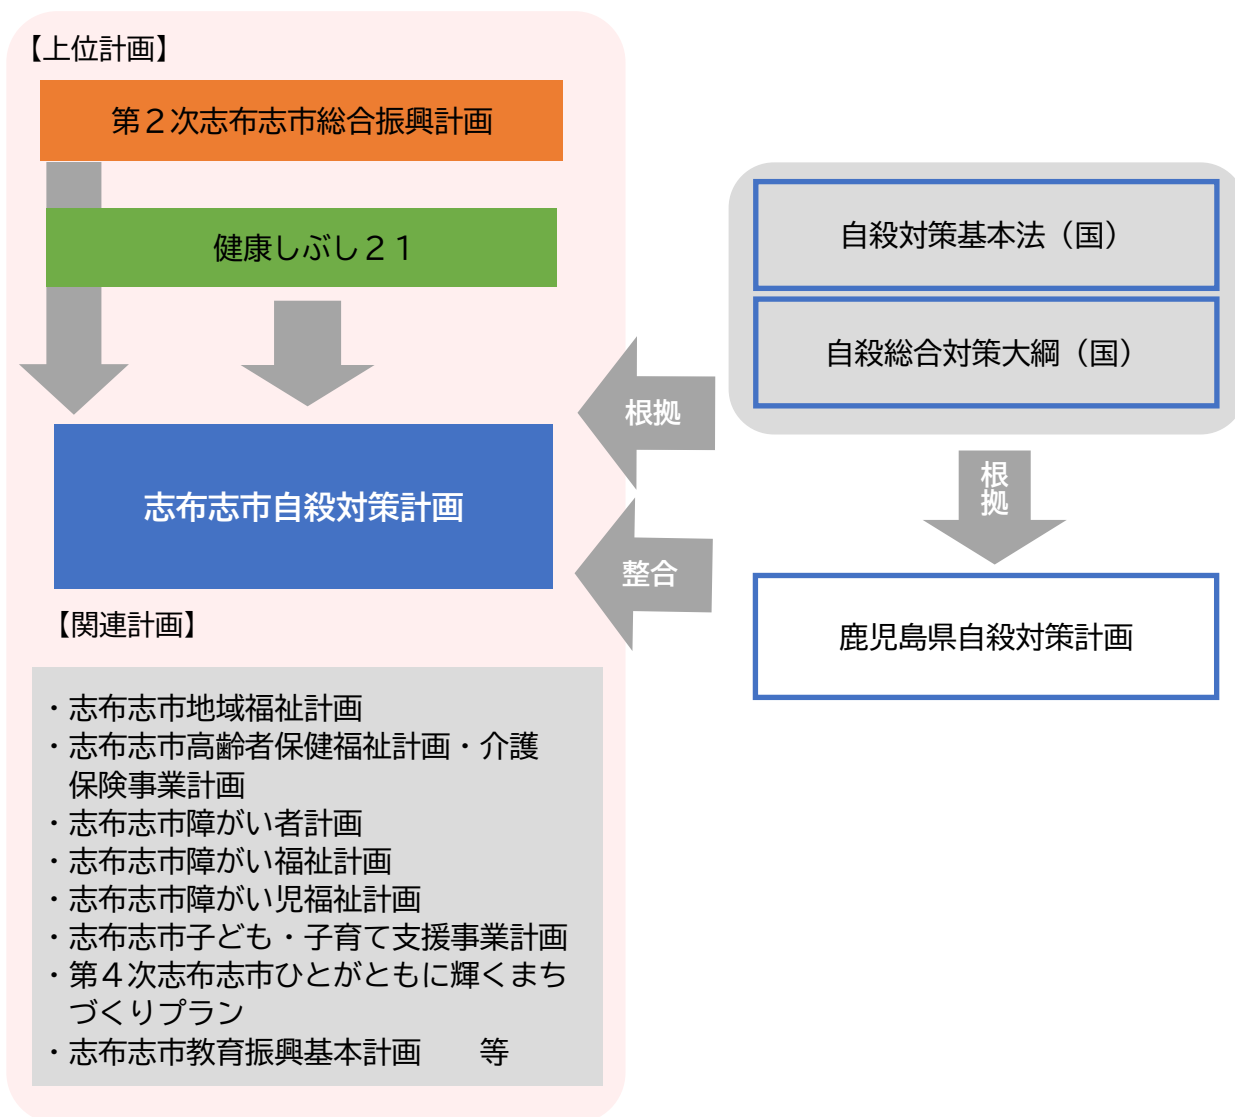 【上位計画】
第２次志布志市総合振興計画
健康しぶし２１
志布志市自殺対策計画
根拠
整合
自殺対策基本法（国）
自殺総合対策大綱（国）
根拠
鹿児島県自殺対策計画
【関連計画】
・志布志市地域福祉計画
・志布志市高齢者保健福祉計画・介護
保険事業計画
・志布志市障がい者計画
・志布志市障がい福祉計画
・志布志市障がい児福祉計画
・志布志市子ども・子育て支援事業計画
・第４次志布志市ひとがともに輝くまち
づくりプラン
・志布志市教育振興基本計画　　等